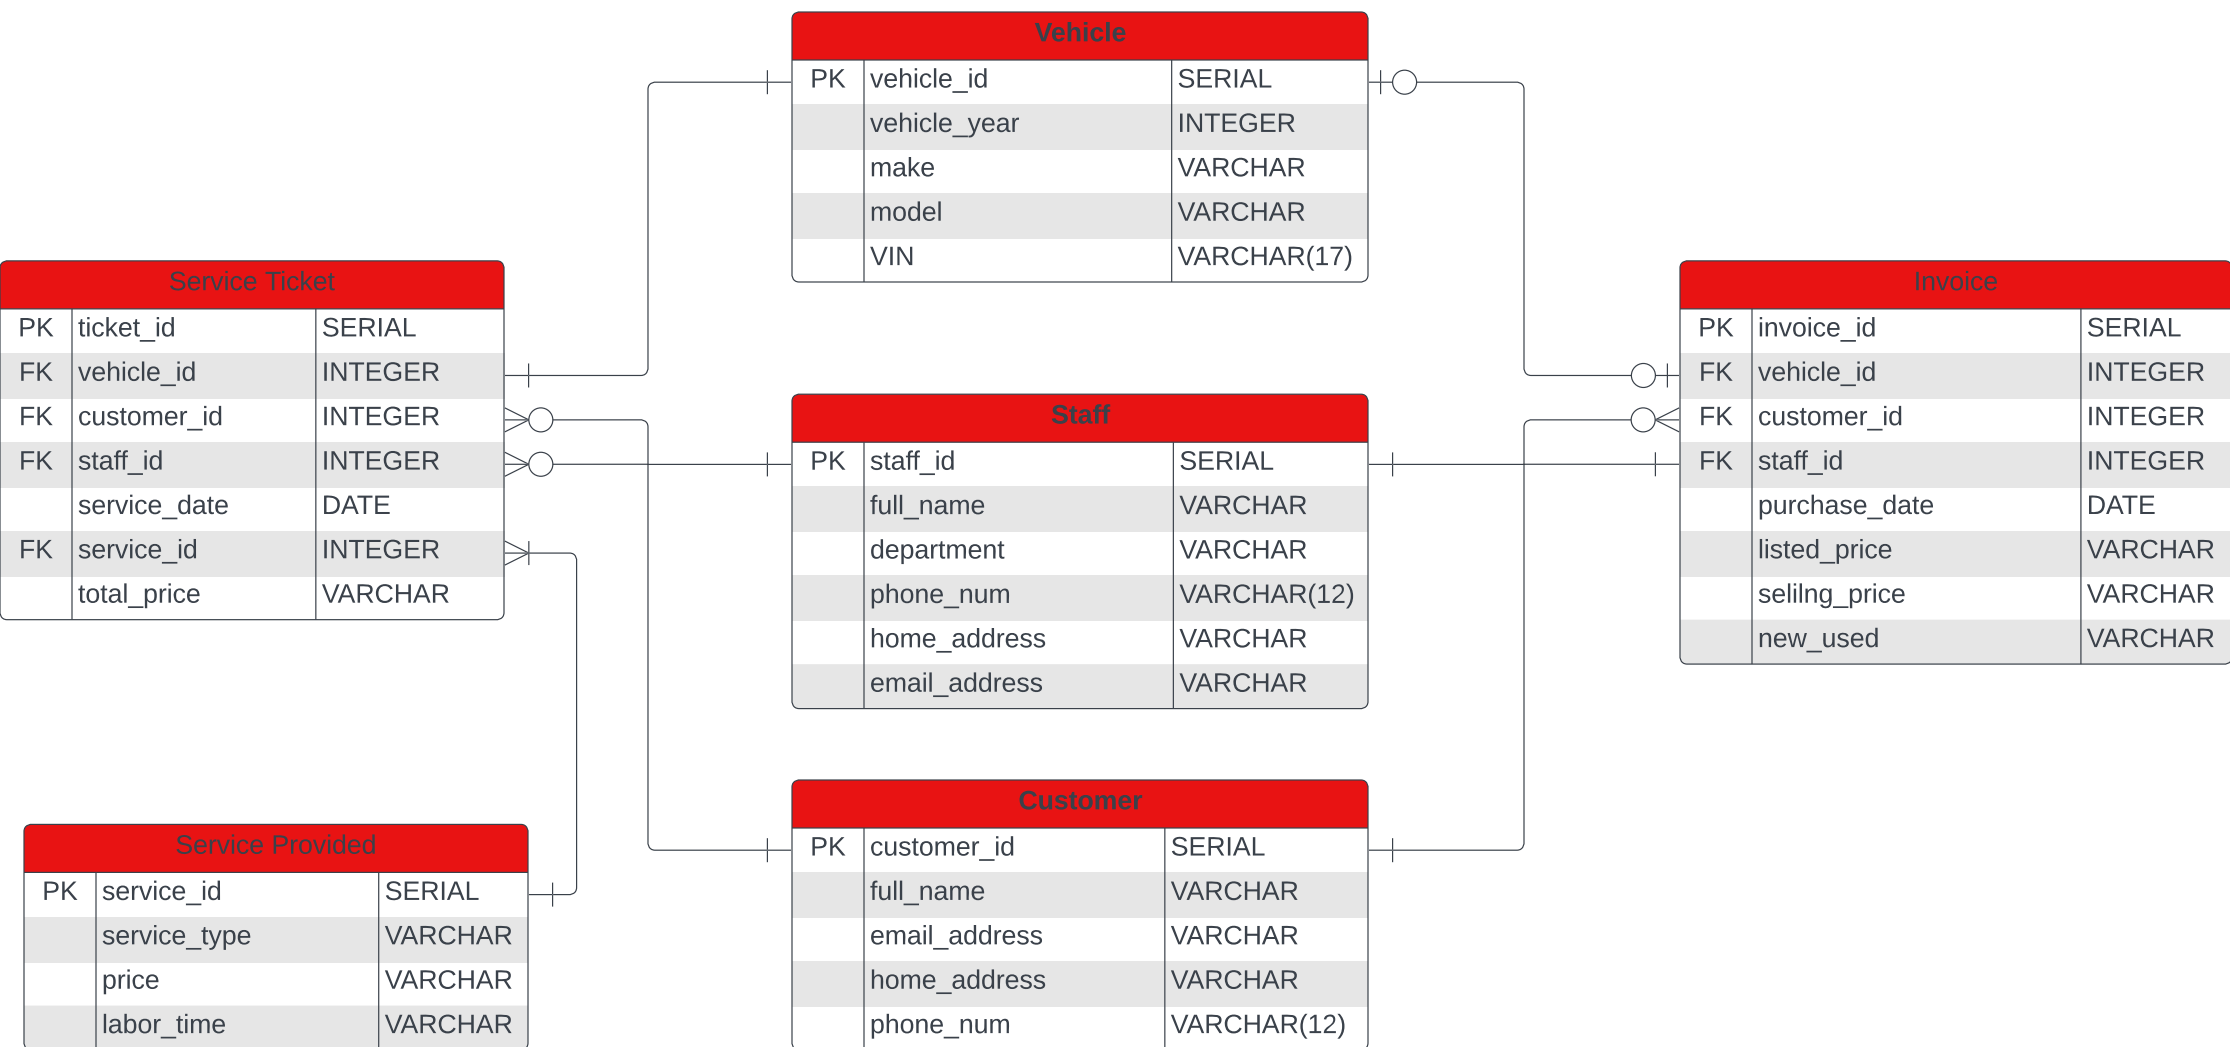 Vehicle
PK vehicle_id SERIAL
vehicle_year INTEGER
make VARCHAR
model VARCHAR
VIN VARCHAR(17)
Service Ticket
PK ticket_id SERIAL
FK vehicle_id INTEGER
FK customer_id INTEGER
FK staff_id INTEGER
service_date DATE
FK service_id INTEGER
total_price VARCHAR
Staff
PK staff_id SERIAL
full_name VARCHAR
department VARCHAR
phone_num VARCHAR(12)
home_address VARCHAR
email_address VARCHAR
Invoice
PK invoice_id SERIAL
FK vehicle_id INTEGER
FK customer_id INTEGER
FK staff_id INTEGER
purchase_date DATE
listed_price VARCHAR
selilng_price VARCHAR
new_used VARCHAR
Service Provided
PK service_id SERIAL
service_type VARCHAR
price VARCHAR
labor_time VARCHAR
Customer
PK customer_id SERIAL
full_name VARCHAR
email_address VARCHAR
home_address VARCHAR
phone_num VARCHAR(12)